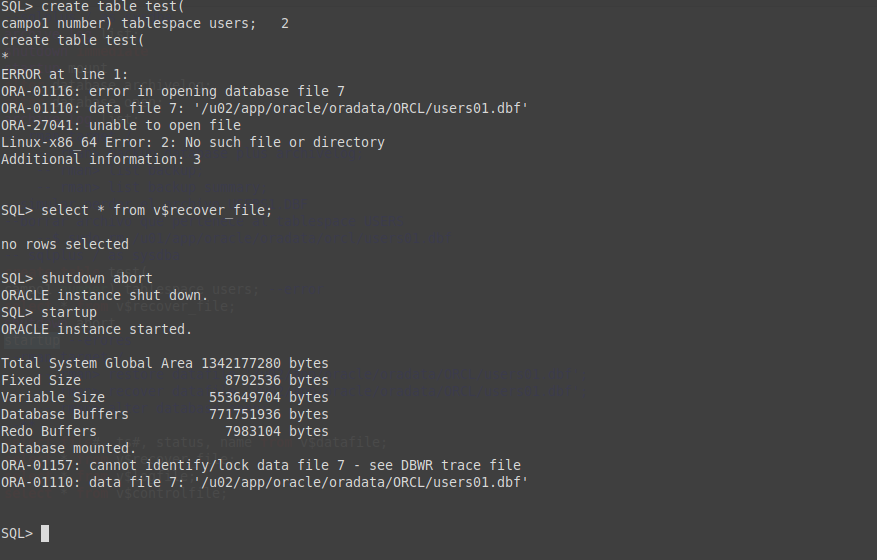 SQL> create table test(
campo1 number) tablespace users;   2
create table test(
*
ERROR at line 1:
ORA-01116: error in opening database file 7
ORA-01110: data file 7: '/u02/app/oracle/oradata/ORCL/users01.dbf'
ORA-27041: unable to open file
Linux-x86_64 Error: 2: No such file or directory
Additional information: 3
SQL> select * from v$recover_file;
no rows selected
SQL> shutdown abort
ORACLE instance shut down.
SQL> startup
ORACLE instance started.
Total System Global Area 1342177280 bytes
Fixed Size                  8792536 bytes
Variable Size             553649704 bytes
Database Buffers          771751936 bytes
Redo Buffers                7983104 bytes
Database mounted.
ORA-01157: cannot identify/lock data file 7 - see DBWR trace file
ORA-01110: data file 7: '/u02/app/oracle/oradata/ORCL/users01.dbf'
SQL>